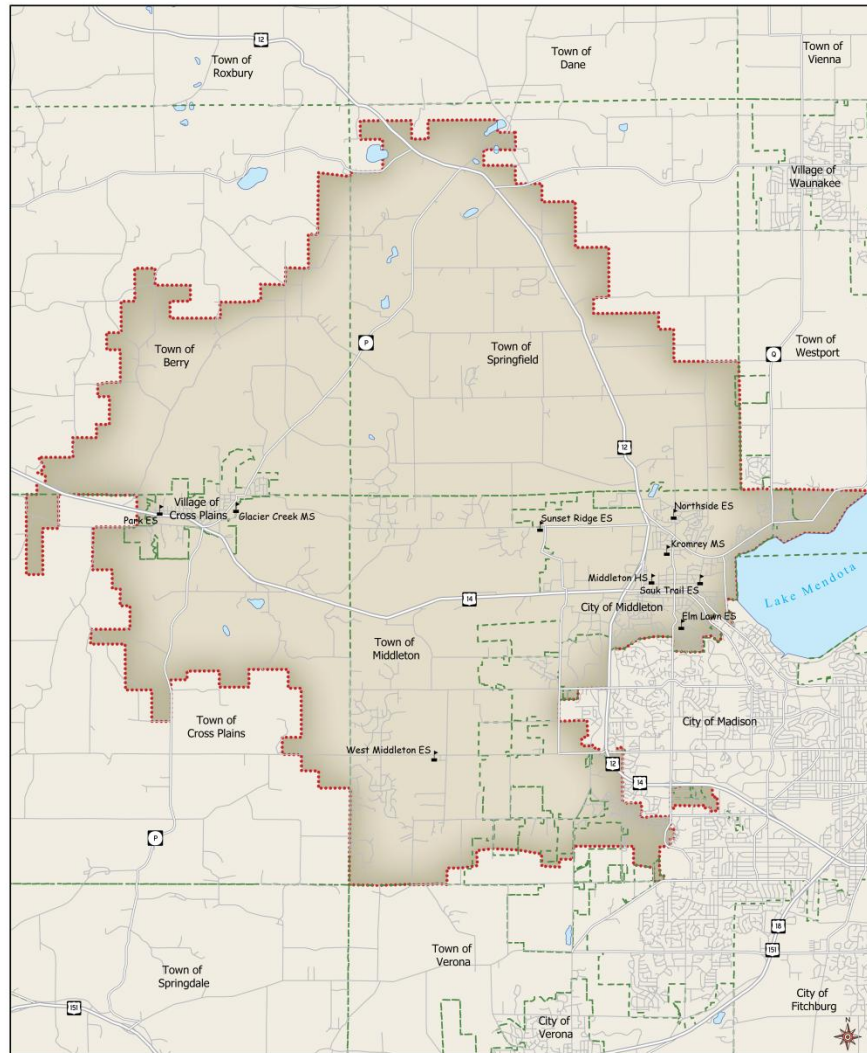 12
Town of
Roxbury
Town of
Dane
Town of
Vienna
Village of
Waunakee
Town of
Berry
P
Town of
Springfield
Q
Town of
Westport
12
Village of
Cross Plains
Park ES
Glacier Creek MS
Sunset Ridge ES
Northside ES
Kromrey MS
Middleton HS
Sauk Trail ES
City of Middleton
Elm Lawn ES
Lake Mendota
14
Town of
Middleton
Town of
Cross Plains
City of Madison
West Middleton ES
12
14
P
18
151
Town of
Verona
Town of
Springdale
151
City of
Verona
City of
Fitchburg
N